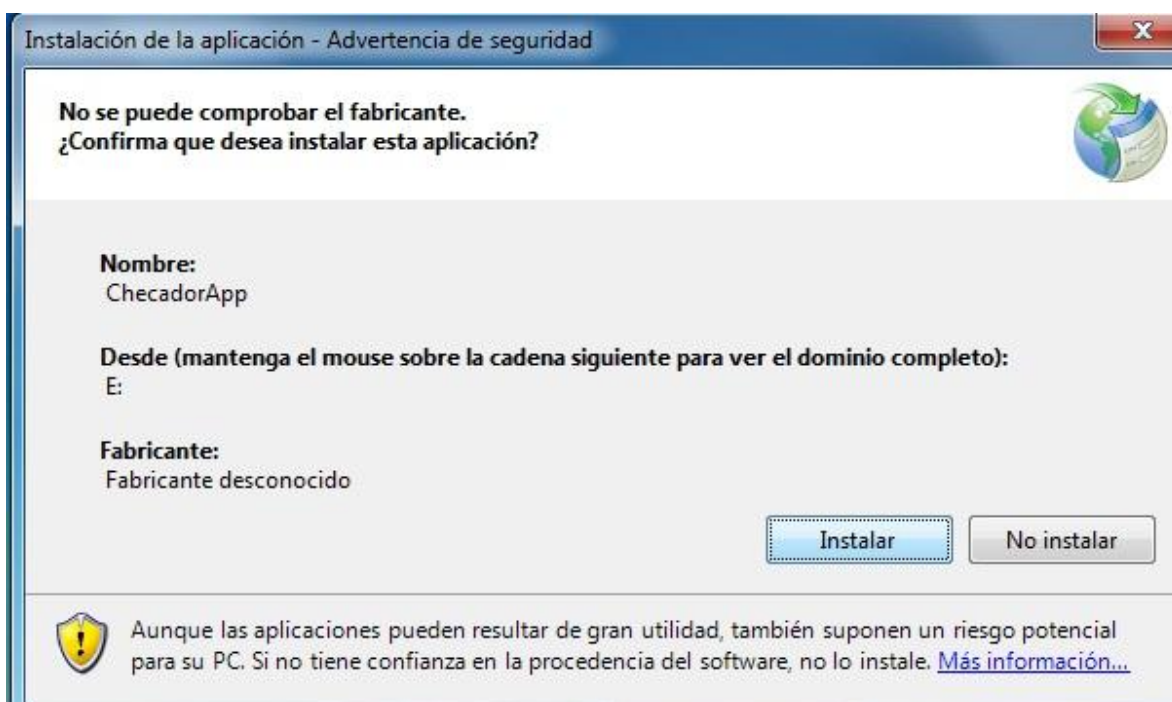 Instalación de la aplicación - Advertencia de seguridad
No se puede comprobar el fabricante.
¿Confirma que desea instalar esta aplicación?
Nombre:
ChecadorApp
Desde (mantenga el mouse sobre la cadena siguiente para ver el dominio completo):
E:
Fabricante:
Fabricante desconocido
Instalar
No instalar
Aunque las aplicaciones pueden resultar de gran utilidad, también suponen un riesgo potencial
para su PC. Si no tiene confianza en la procedencia del software, no lo instale. Más información...